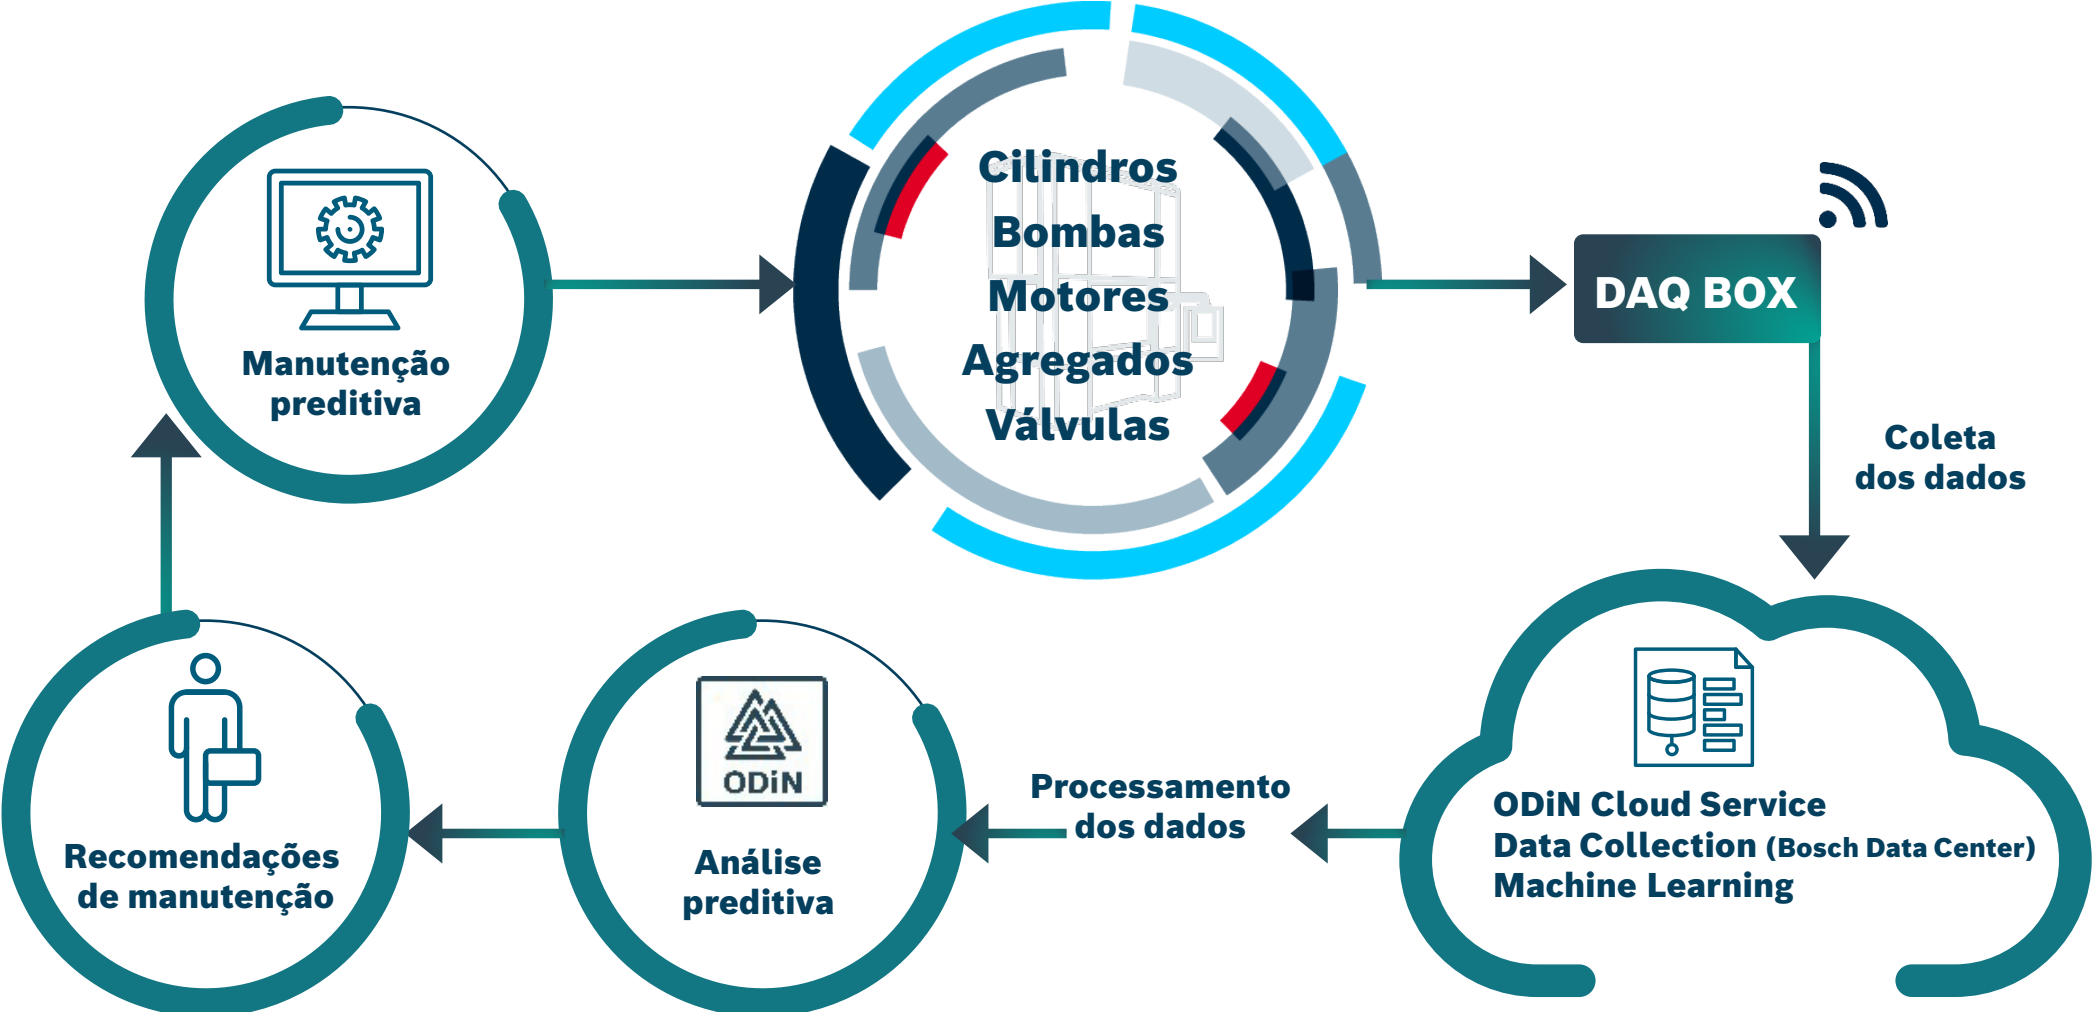 Manutenção
preditiva
Cilindros
Bombas
Motores
Agregados
Válvulas
DAQ BOX
Coleta
dos dados
ODiN Cloud Service
Data Collection (Bosch Data Center)
Machine Learning
Processamento
dos dados
ODiN
Análise
preditiva
Recomendações
de manutenção